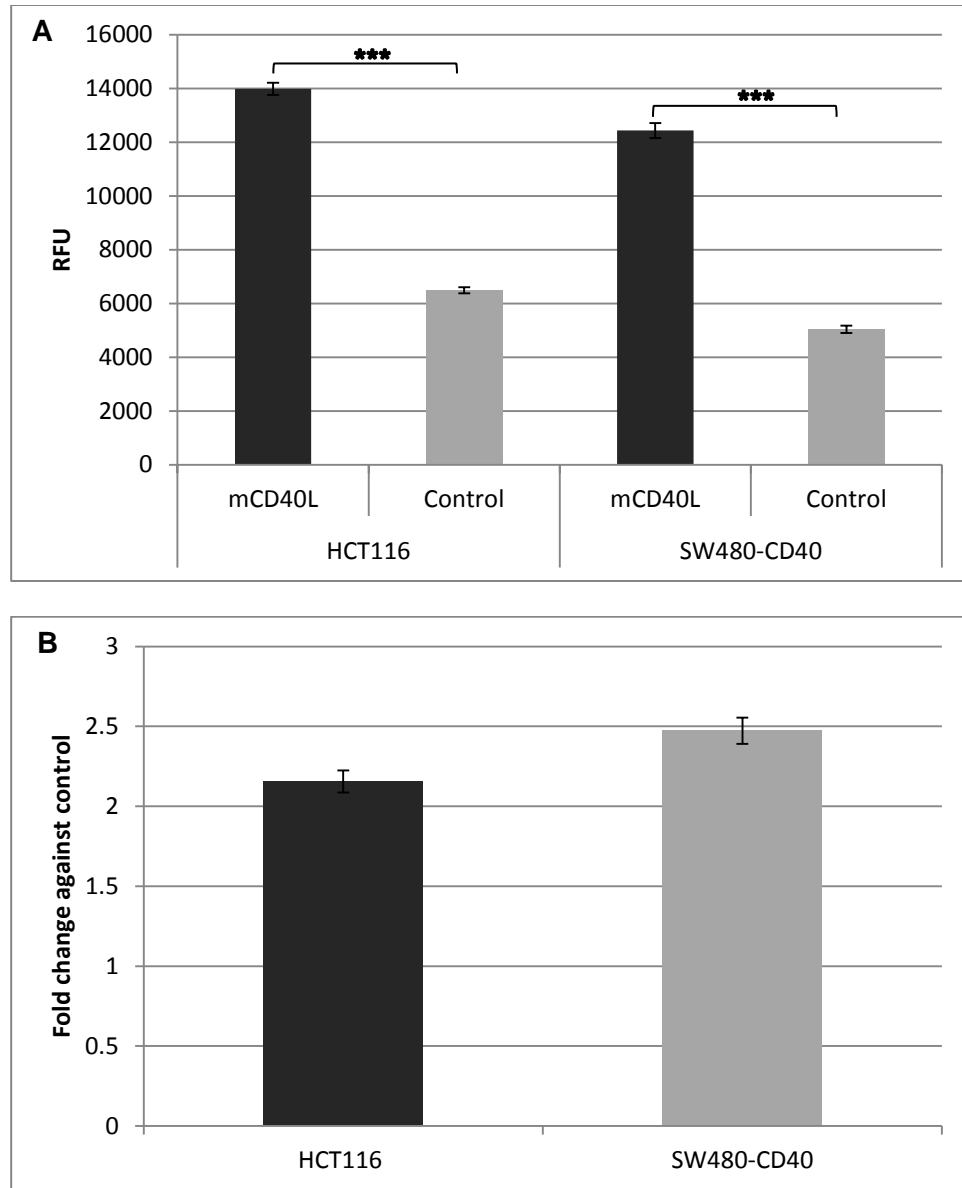 A
16000
14000
12000
10000
8000
6000
4000
2000
0
RFU
***
***
mCD40L Control mCD40L Control
HCT116 SW480-CD40
B
3
2.5
2
1.5
1
0.5
0
Fold change against control
HCT116 SW480-CD40